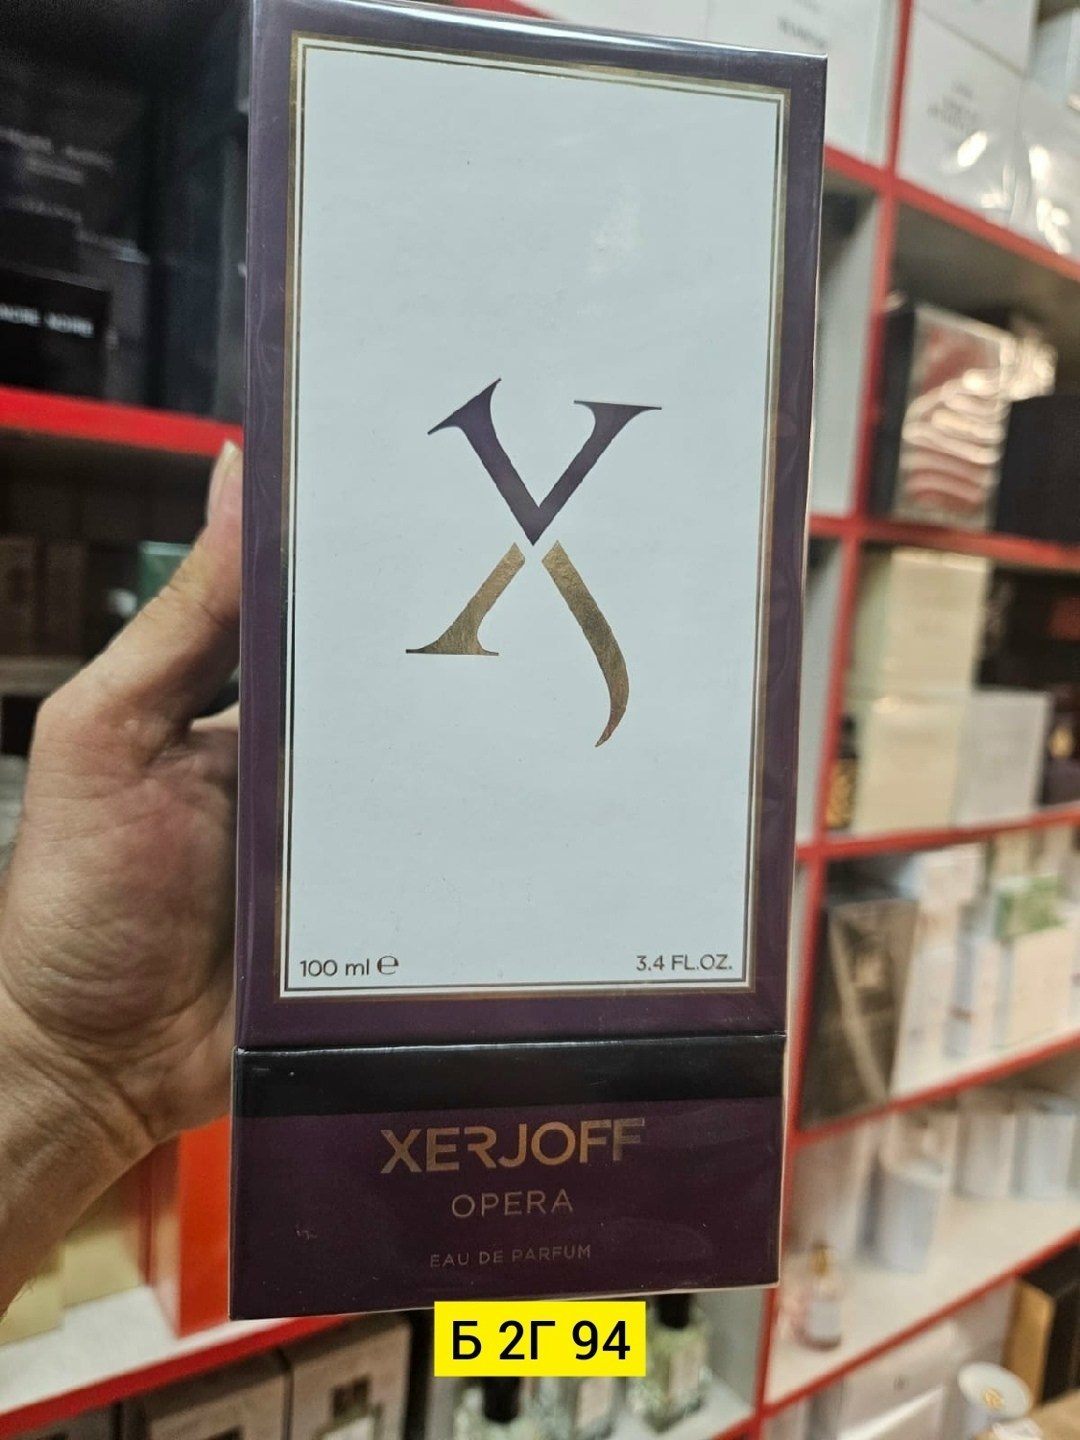 100 ml ℮
3.4 FL.OZ.
XERJOFF
OPERA
EAU DE PARFUM
Б 2Г 94